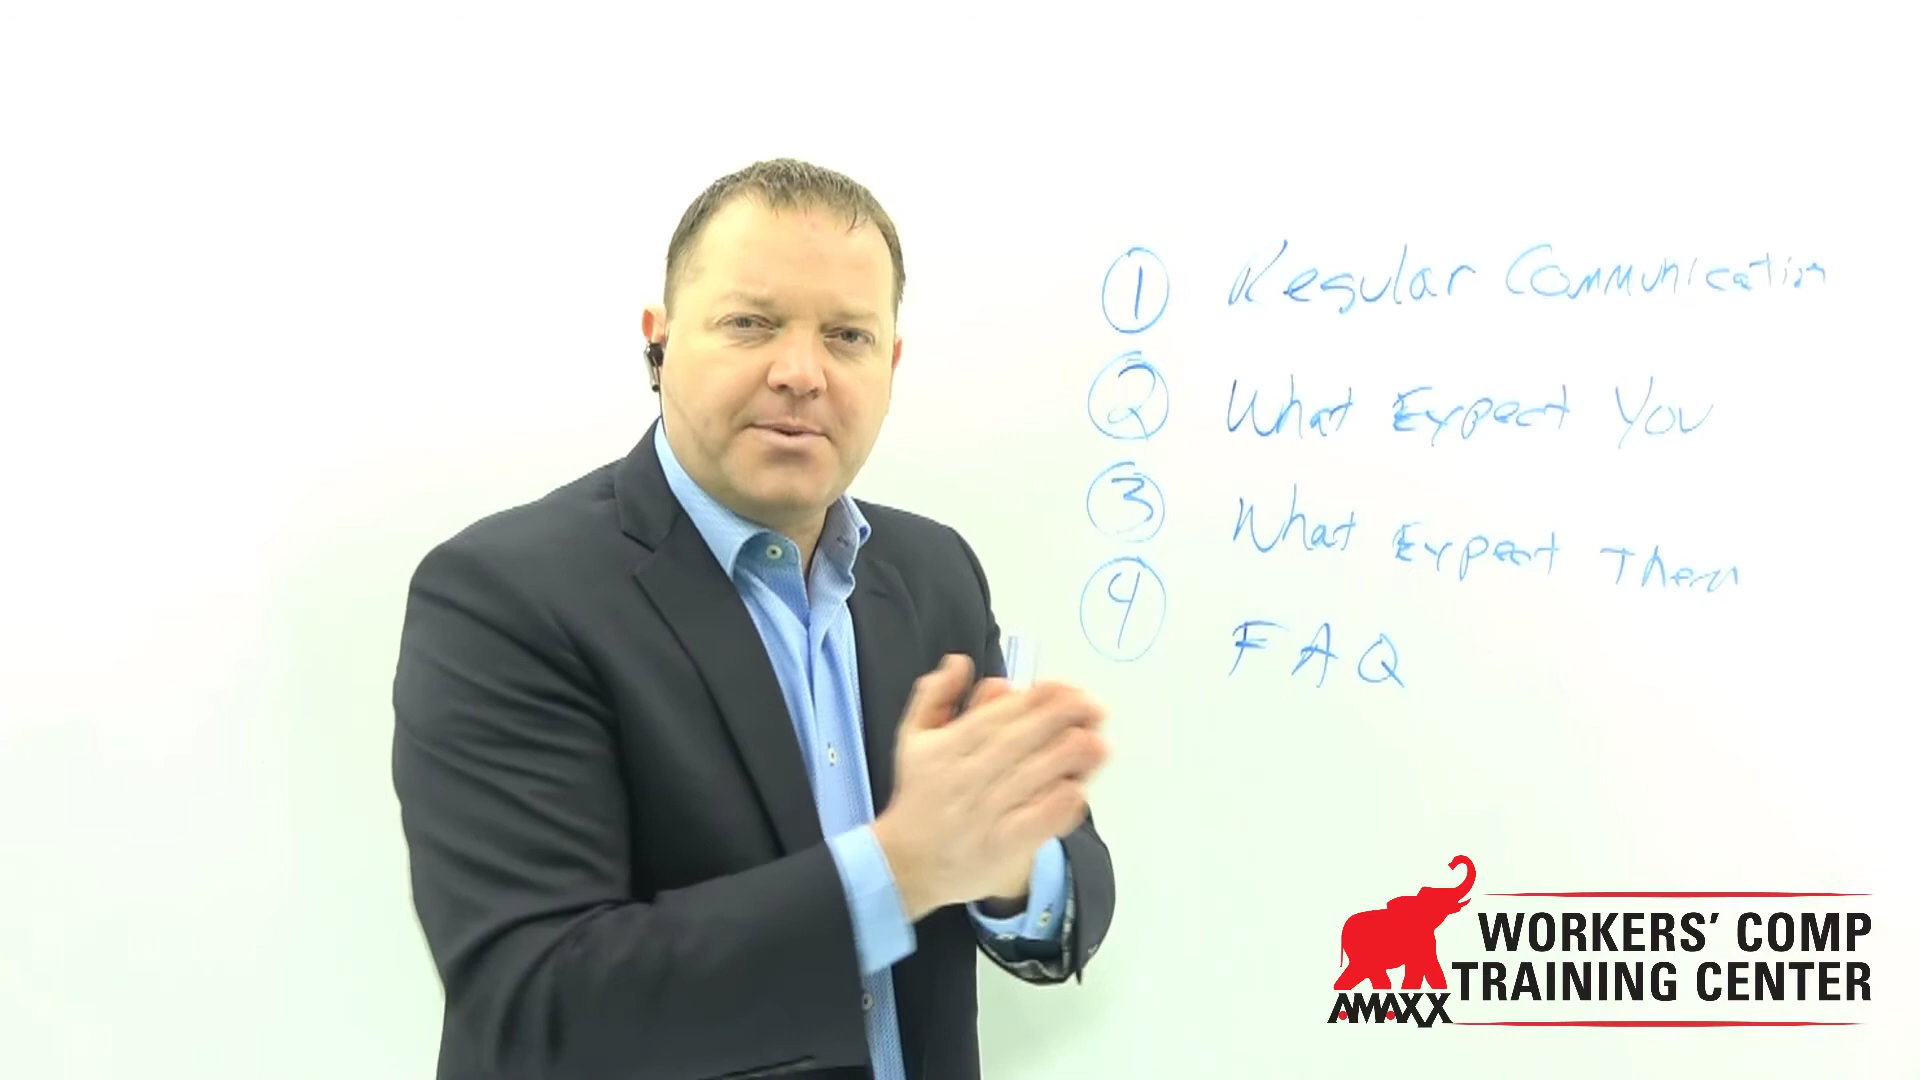 1 Regular Communication
2 What Expect You
3 What Expect Them
4 FAQ
WORKERS' COMP
TRAINING CENTER
AMAXX